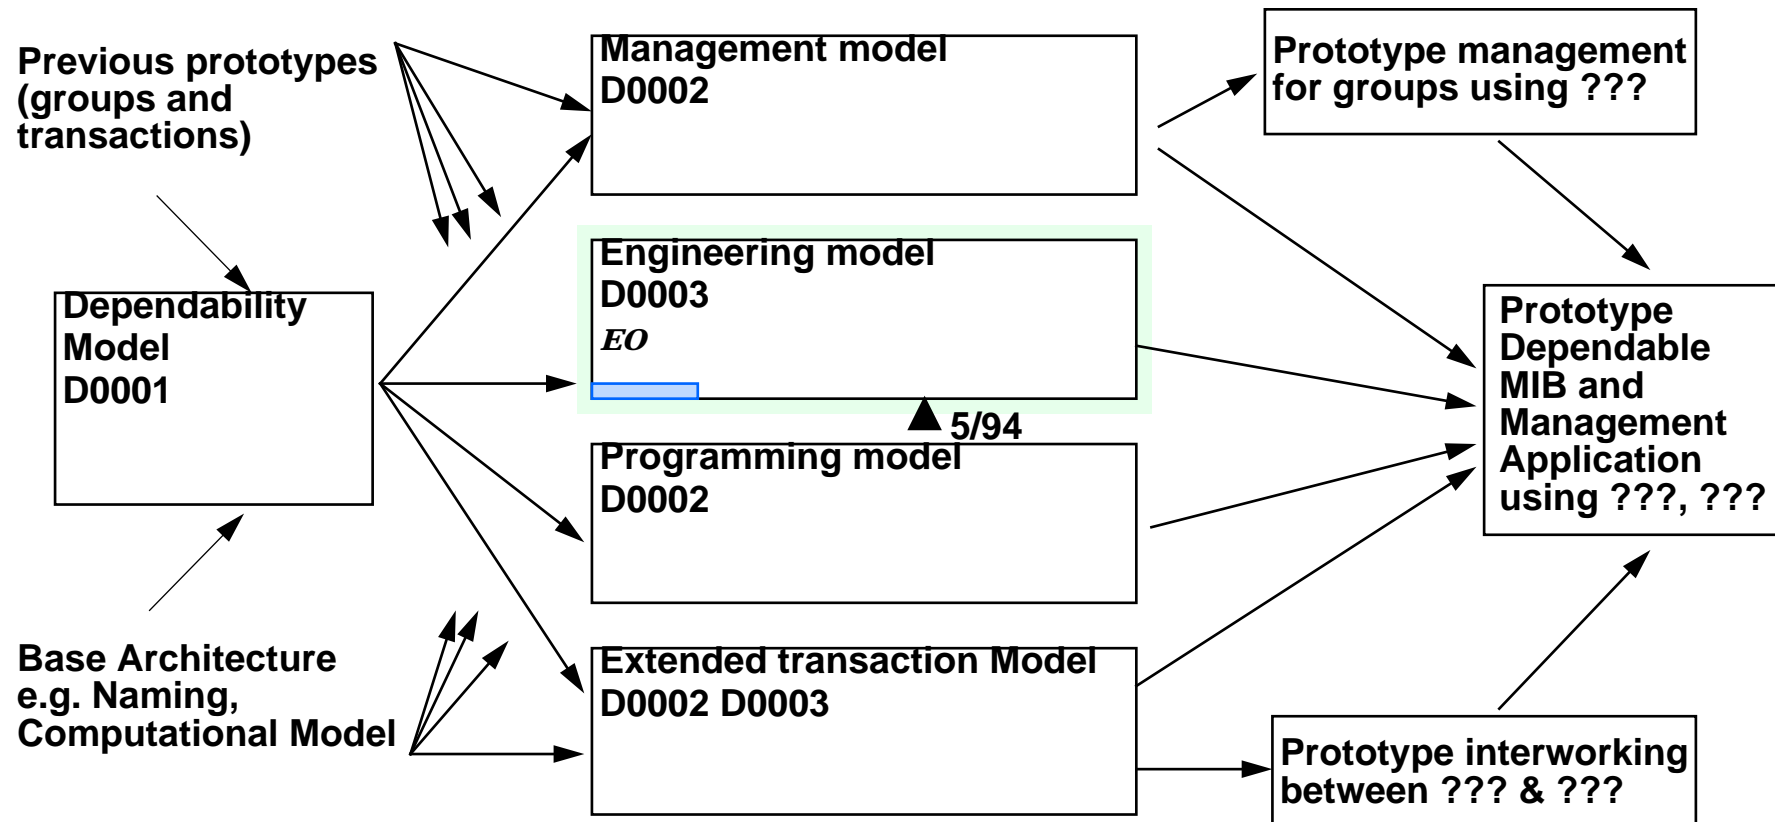 Previous prototypes
(groups and
transactions)
Dependability
Model
D0001
Base Architecture
e.g. Naming,
Computational Model
Management model
D0002
Engineering model
D0003
EO
5/94
Programming model
D0002
Extended transaction Model
D0002 D0003
Prototype management
for groups using ???
Prototype
Dependable
MIB and
Management
Application
using ???, ???
Prototype interworking
between ??? & ???